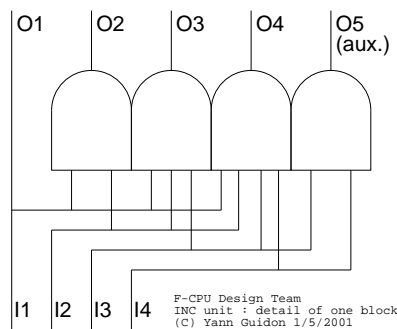 O1 O2 O3 O4 O5
(aux.)
I1 I2 I3 I4
F-CPU Design Team
INC unit : detail of one block
(C) Yann Guidon 1/5/2001